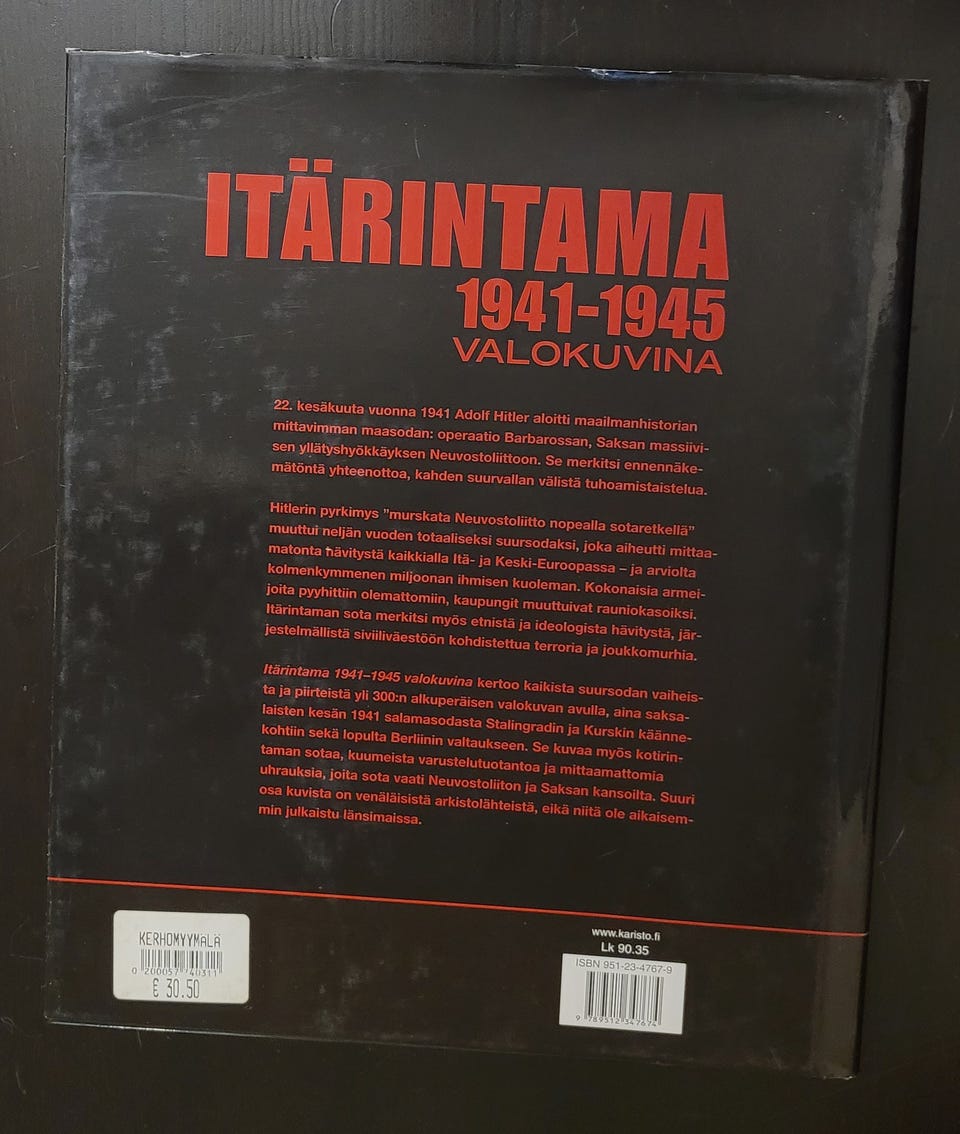 ITÄRINTAMA
1941-1945
VALOKUVINA
22. kesäkuuta vuonna 1941 Adolf Hitler aloitti maailmanhistorian
mittavimman maasodan: operaatio Barbarossan, Saksan massiivi-
sen yllätyshyökkäyksen Neuvostoliittoon. Se merkitsi ennennäke-
mätöntä yhteenottoa, kahden suurvallan välistä tuhoamistaistelua.
Hitlerin pyrkimys ”murskata Neuvostoliitto nopealla sotaretkellä”
muuttui neljän vuoden totaaliseksi suursodaksi, joka aiheutti mittaa-
matonta hävitystä kaikkialla Itä- ja Keski-Euroopassa – ja arviolta
kolmenkymmenen miljoonan ihmisen kuoleman. Kokonaisia armei-
joita pyyhittiin olemattomiin, kaupungit muuttuivat rauniokasoiksi.
Itärintaman sota merkitsi myös etnistä ja ideologista hävitystä, jär-
jestelmällistä siviiliväestöön kohdistettua terroria ja joukkomurhia.
Itärintama 1941–1945 valokuvina kertoo kaikista suursodan vaiheis-
ta ja piirteistä yli 300:n alkuperäisen valokuvan avulla, aina saksa-
laisten kesän 1941 salamasodasta Stalingradin ja Kurskin käänne-
kohtiin sekä lopulta Berliinin valtaukseen. Se kuvaa myös kotirin-
taman sotaa, kuumeista varustelutuotantoa ja mittaamattomia
uhrauksia, joita sota vaati Neuvostoliiton ja Saksan kansoilta. Suuri
osa kuvista on venäläisistä arkistolähteistä, eikä niitä ole aikaisem-
min julkaistu länsimaissa.
KERHOMYYMÄLÄ
0 200057 740311
€ 30.50
www.karisto.fi
Lk 90.35
ISBN 951-23-4767-9
9 789512 347674